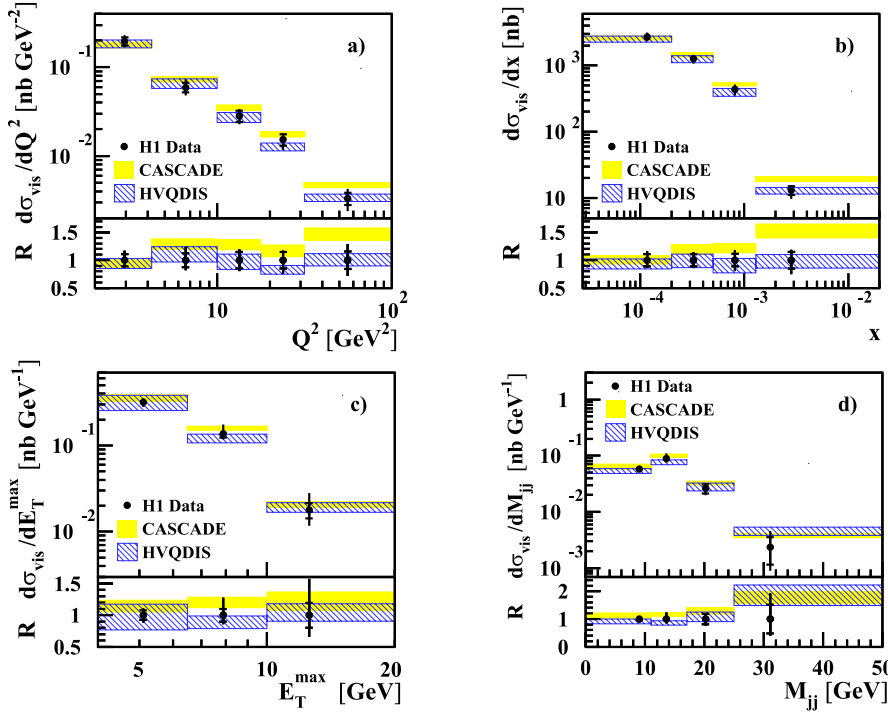 dσvis/dQ² [nb GeV⁻²]
10⁻¹
10⁻²
a)
H1 Data
CASCADE
HVQDIS
R
1.5
1
0.5
10
10²
Q² [GeV²]
dσvis/dx [nb]
10³
10²
10
b)
H1 Data
CASCADE
HVQDIS
R
1.5
1
0.5
10⁻⁴
10⁻³
10⁻²
x
dσvis/dE_T^max [nb GeV⁻¹]
10⁻¹
10⁻²
c)
H1 Data
CASCADE
HVQDIS
R
1.5
1
0.5
5
10
20
E_T^max [GeV]
dσvis/dMjj [nb GeV⁻¹]
1
10⁻¹
10⁻²
10⁻³
d)
H1 Data
CASCADE
HVQDIS
R
2
1
0
0
10
20
30
40
50
Mjj [GeV]